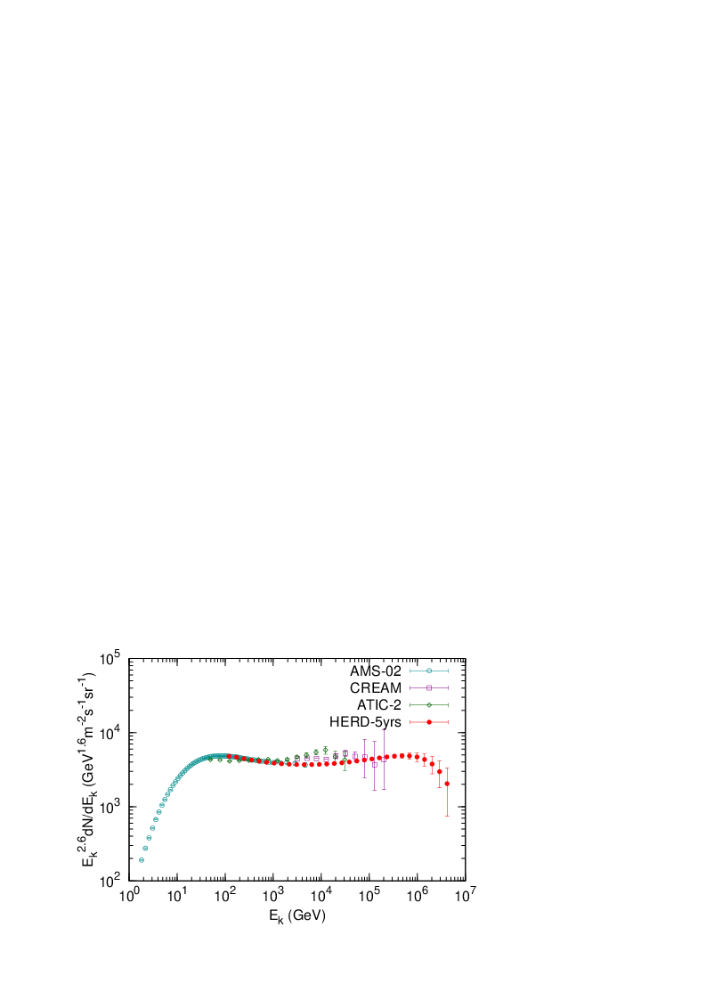 10^5
10^4
10^3
10^2
E_k^2.6dN/dE_k (GeV^1.6m^-2s^-1sr^-1)
AMS-02
CREAM
ATIC-2
HERD-5yrs
10^0 10^1 10^2 10^3 10^4 10^5 10^6 10^7
E_k (GeV)